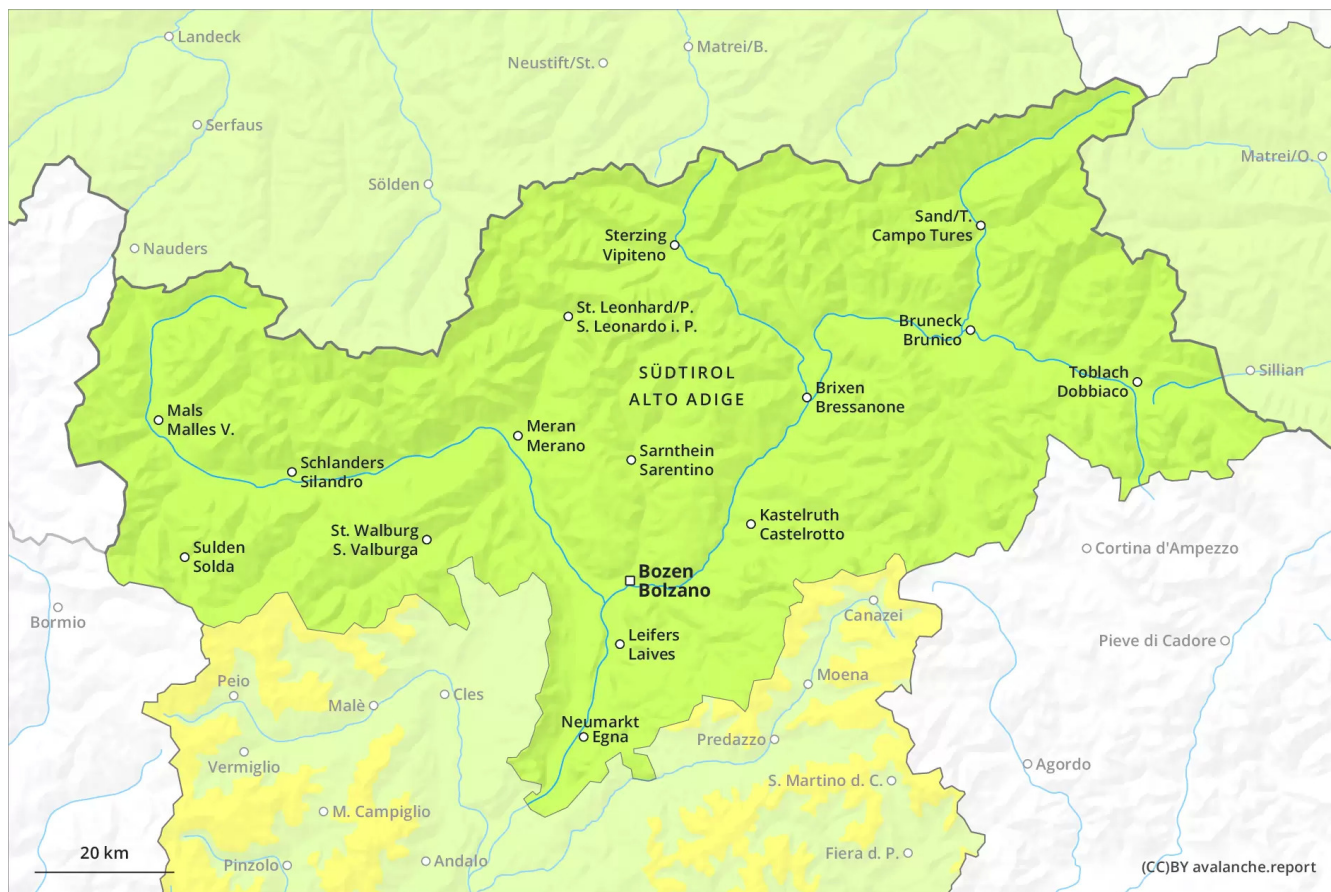 Landeck
Matrei/B.
Neustift/St.
Serfaus
Matrei/O.
Sölden
Sand/T.
Campo Tures
Sterzing
Vipiteno
Nauders
St. Leonhard/P.
S. Leonardo i. P.
Bruneck
Brunico
SÜDTIROL
ALTO ADIGE
Toblach
Dobbiaco
Sillian
Brixen
Bressanone
Mals
Malles V.
Meran
Merano
Sarnthein
Sarentino
Schlanders
Silandro
Kastelruth
Castelrotto
St. Walburg
S. Valburga
Sulden
Solda
Cortina d'Ampezzo
Bozen
Bolzano
Bormio
Canazei
Leifers
Laives
Pieve di Cadore
Peio
Moena
Malè
Cles
Neumarkt
Egna
Predazzo
Vermiglio
Agordo
S. Martino d. C.
M. Campiglio
20 km
Pinzolo
Andalo
Fiera d. P.
(CC)BY avalanche.report